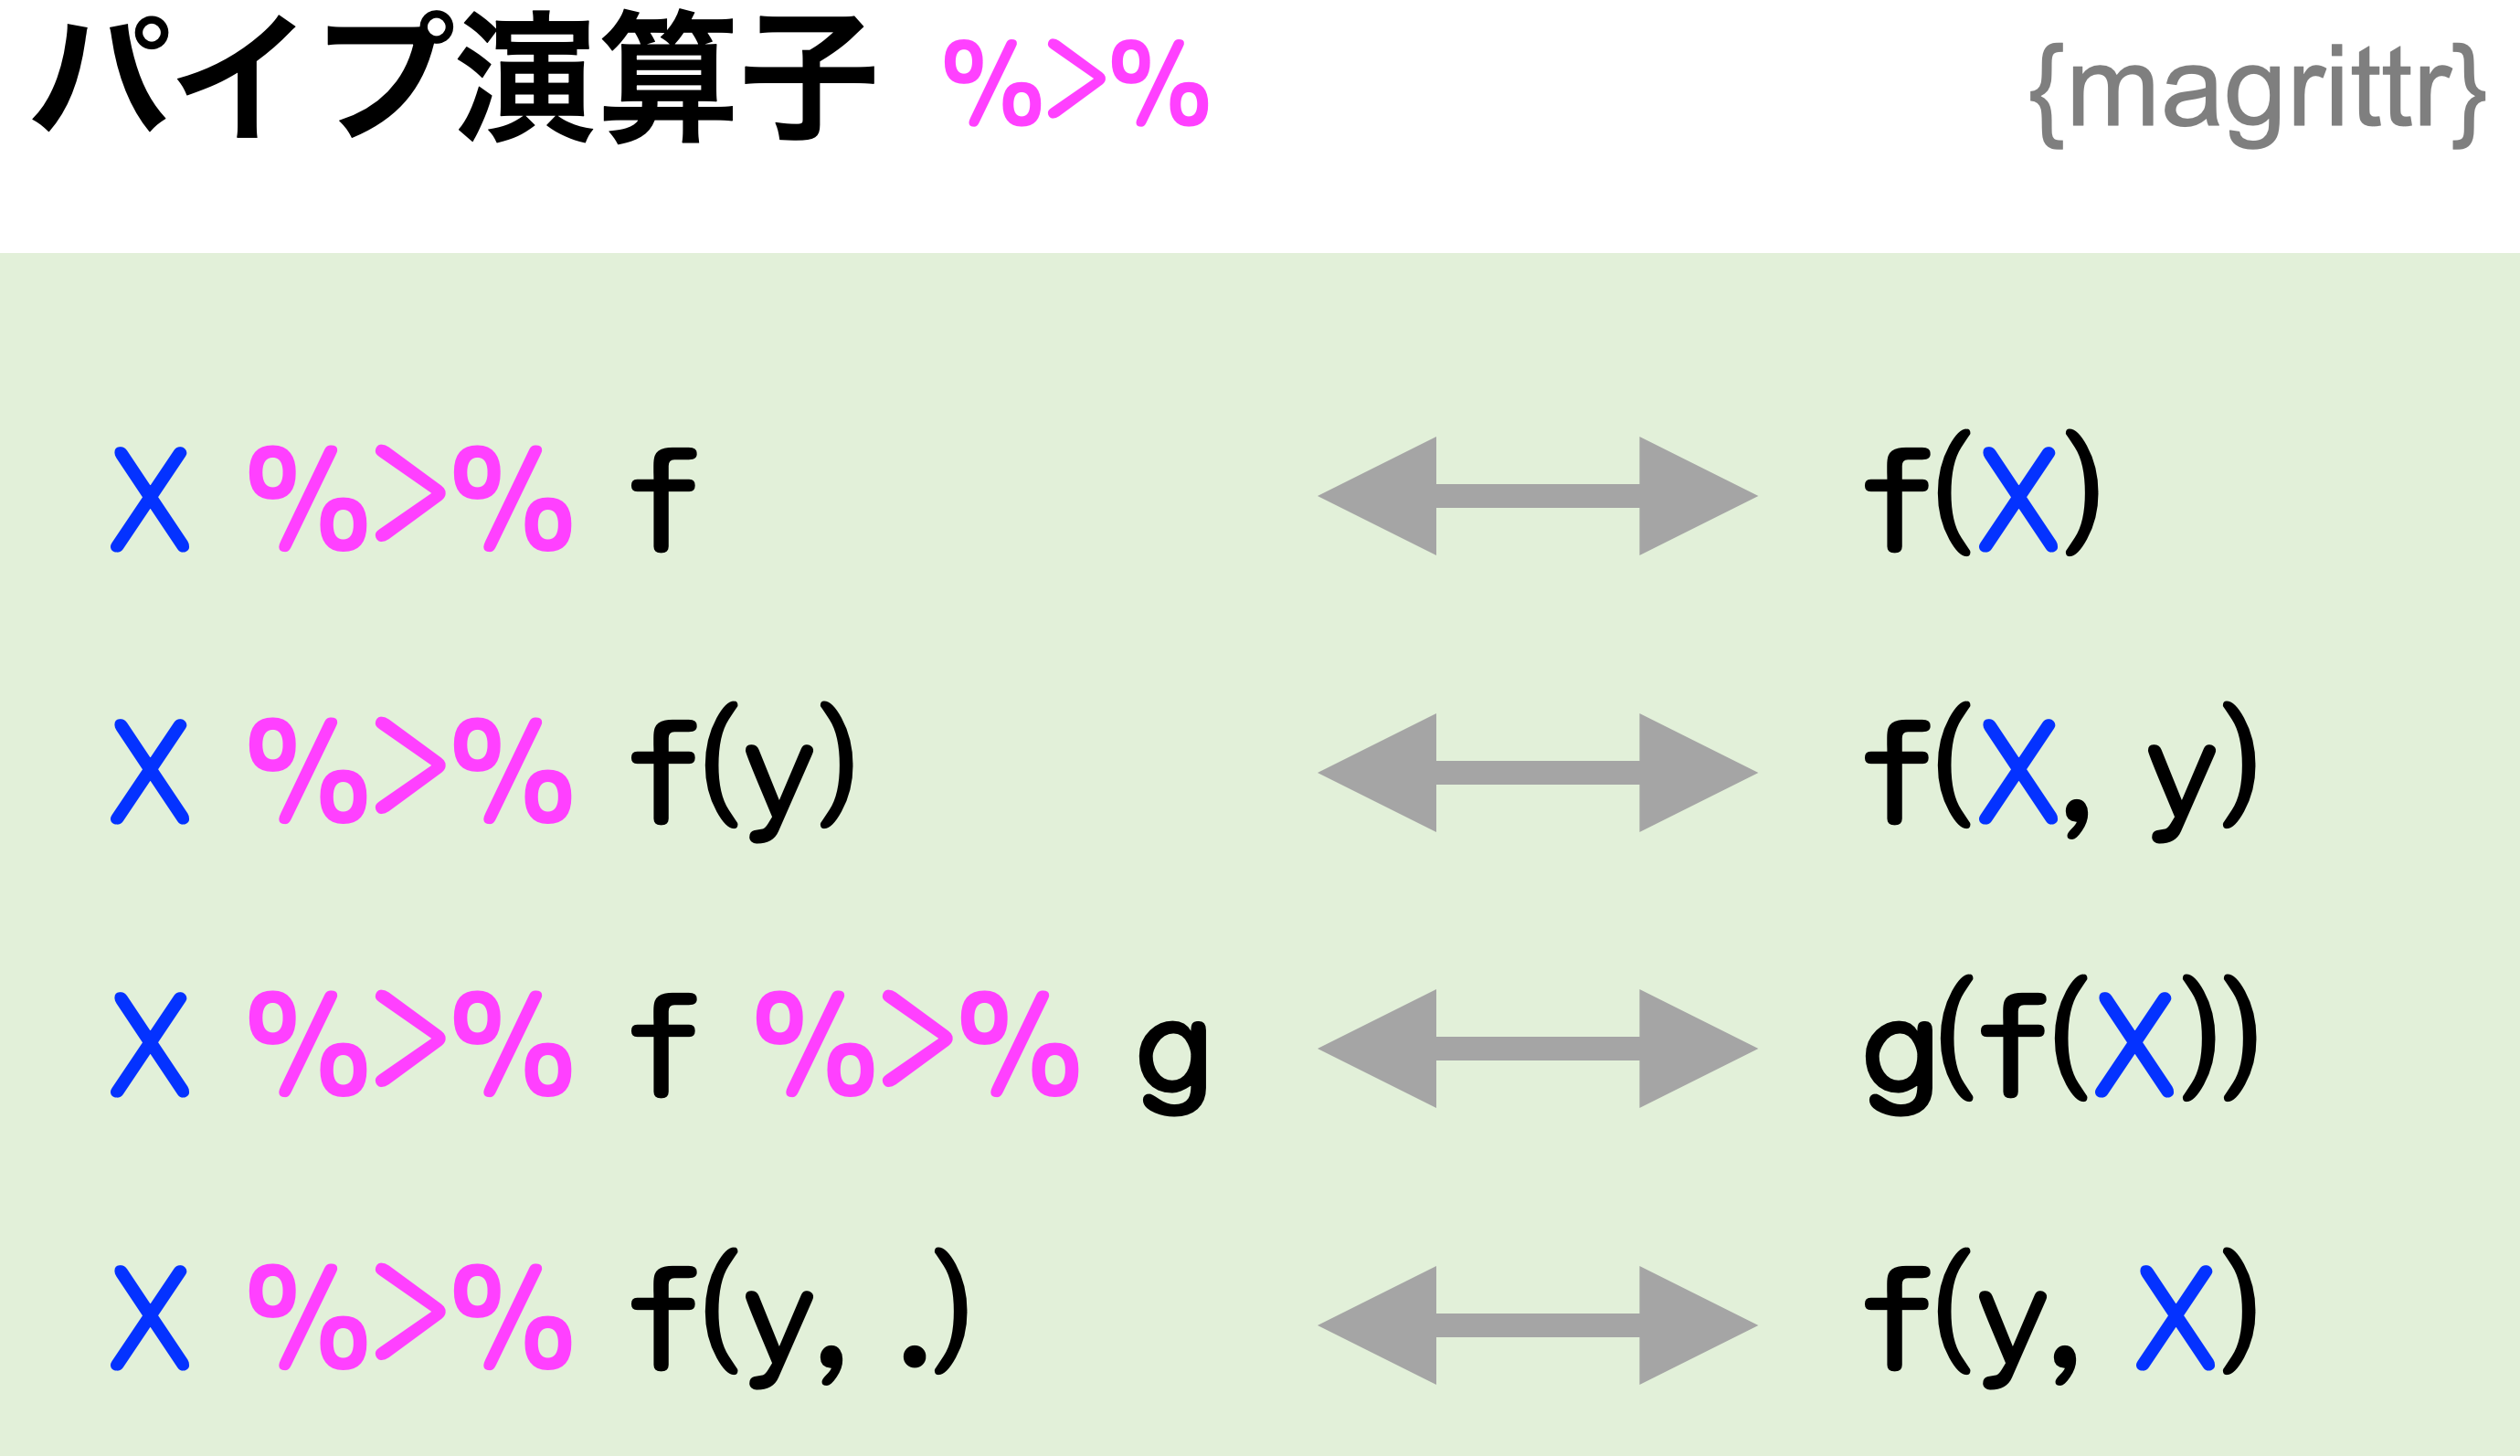 パイプ演算子 %>% {magrittr}
X %>% f f(X)
X %>% f(y) f(X, y)
X %>% f %>% g g(f(X))
X %>% f(y, .) f(y, X)